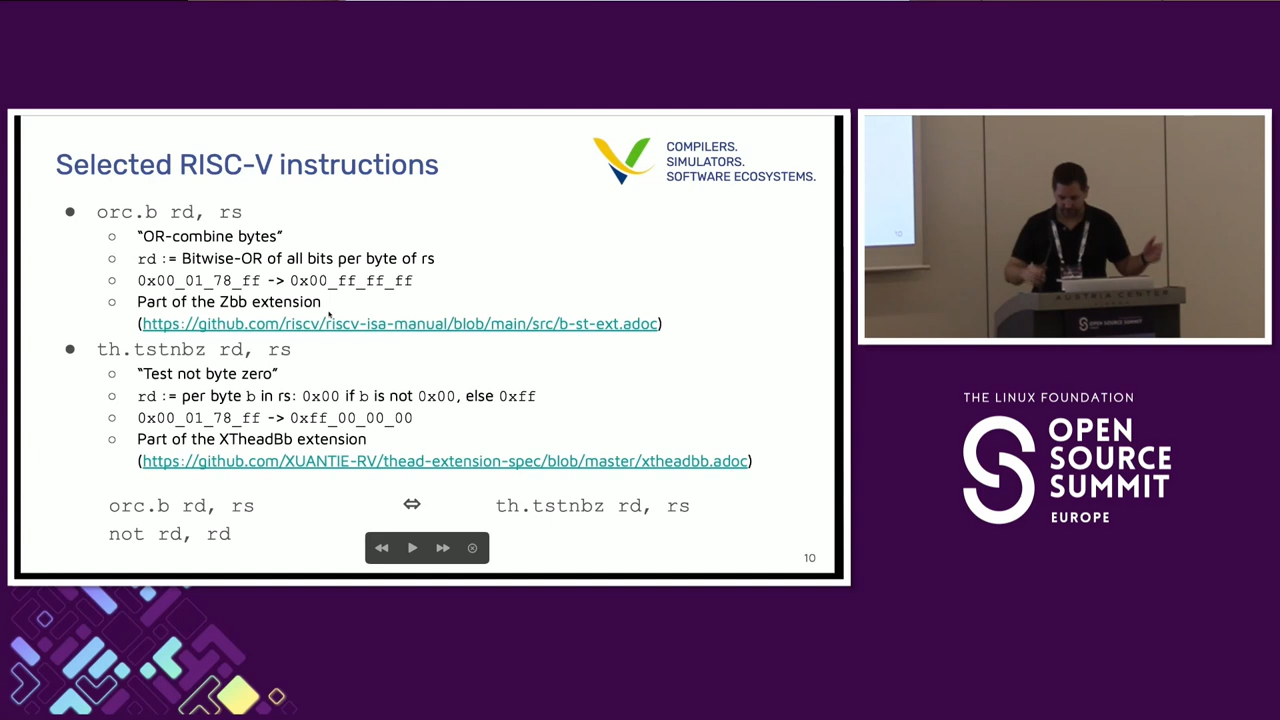 Selected RISC-V instructions
COMPILERS.
SIMULATORS.
SOFTWARE ECOSYSTEMS.
● orc.b rd, rs
○ “OR-combine bytes”
○ rd := Bitwise-OR of all bits per byte of rs
○ 0x00_01_78_ff -> 0x00_ff_ff_ff
○ Part of the Zbb extension
(https://github.com/riscv/riscv-isa-manual/blob/main/src/b-st-ext.adoc)
● th.tstnbz rd, rs
○ “Test not byte zero”
○ rd := per byte b in rs: 0x00 if b is not 0x00, else 0xff
○ 0x00_01_78_ff -> 0xff_00_00_00
○ Part of the XTheadBb extension
(https://github.com/XUANTIE-RV/thead-extension-spec/blob/master/xtheadbb.adoc)
orc.b rd, rs ⇔ th.tstnbz rd, rs
not rd, rd
10
AUSTRIA CENTER
OPEN SOURCE SUMMIT
THE LINUX FOUNDATION
OPEN
SOURCE
SUMMIT
EUROPE